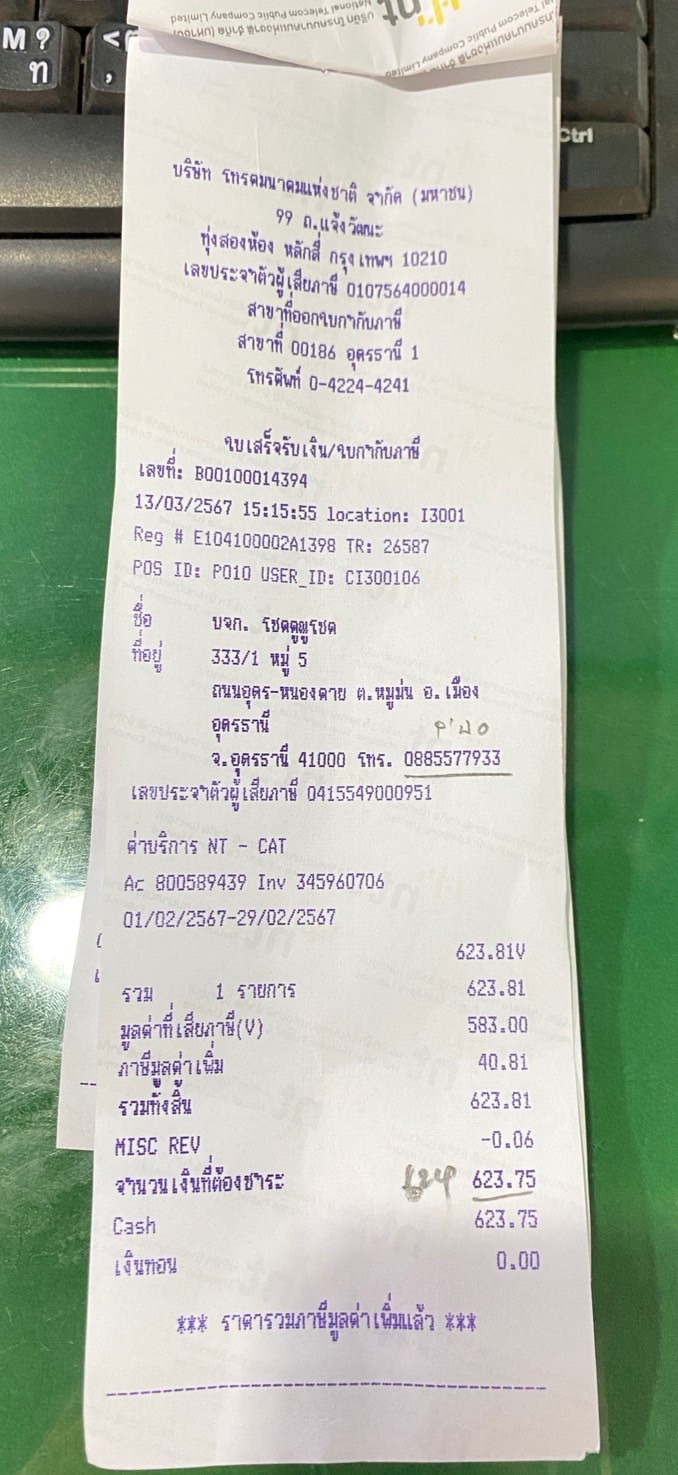 National Telecom Public Company Limited
บริษัท โทรคมนาคมแห่งชาติ จำกัด (มหาชน)
99 ถ.แจ้งวัฒนะ
ทุ่งสองห้อง หลักสี่ กรุงเทพฯ 10210
เลขประจำตัวผู้เสียภาษี 0107564000014
สาขาที่ออกใบกำกับภาษี
สาขาที่ 00186 อุดรธานี 1
โทรศัพท์ 0-4224-4241
ใบเสร็จรับเงิน/ใบกำกับภาษี
เลขที่: B00100014394
13/03/2567 15:15:55 location: I3001
Reg # E104100002A1398 TR: 26587
POS ID: P010 USER_ID: CI300106
ชื่อ บจก. โชคคูณโชค
ที่อยู่ 333/1 หมู่ 5
ถนนอุดร-หนองคาย ต.หมูม่น อ.เมือง
อุดรธานี
จ.อุดรธานี 41000 โทร. 0885577933
เลขประจำตัวผู้เสียภาษี 0415549000951
ค่าบริการ NT - CAT
Ac 800589439 Inv 345960706
01/02/2567-29/02/2567
623.81V
รวม 1 รายการ 623.81
มูลค่าที่เสียภาษี(V) 583.00
ภาษีมูลค่าเพิ่ม 40.81
รวมทั้งสิ้น 623.81
MISC REV -0.06
จำนวนเงินที่ต้องชำระ 623.75
Cash 623.75
เงินทอน 0.00
*** ราคารวมภาษีมูลค่าเพิ่มแล้ว ***